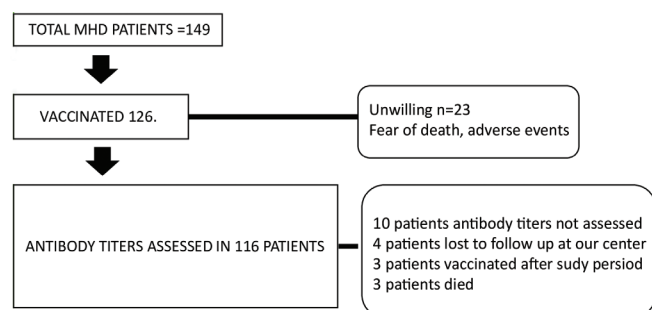 TOTAL MHD PATIENTS =149
VACCINATED 126.
Unwilling n=23
Fear of death, adverse events
ANTIBODY TITERS ASSESSED IN 116 PATIENTS
10 patients antibody titers not assessed
4 patients lost to follow up at our center
3 patients vaccinated after sudy persiod
3 patients died